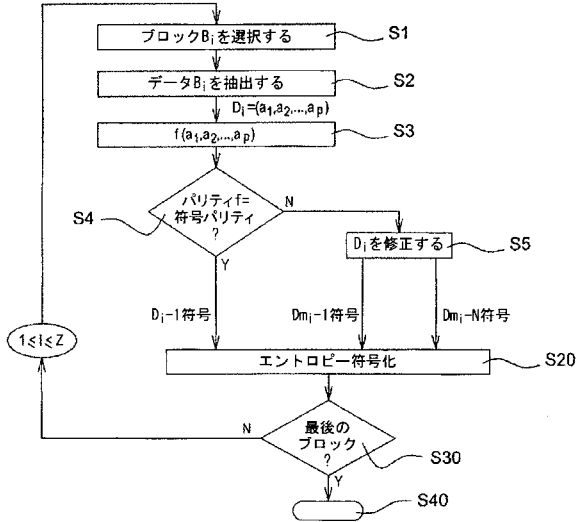 ブロックBiを選択する
S1
データBiを抽出する
S2
Di=(a1,a2,...,ap)
f(a1,a2,...,ap)
S3
パリティf=
符号パリティ
?
S4
N
Y
Diを修正する
S5
Di-1符号
Dmi-1符号
Dmi-N符号
1≤i≤Z
エントロピー符号化
S20
最後の
ブロック
?
N
S30
Y
S40